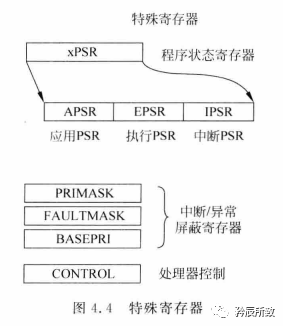 特殊寄存器
xPSR 程序状态寄存器
APSR EPSR IPSR
应用PSR 执行PSR 中断PSR
PRIMASK
FAULTMASK
BASEPRI
中断/异常
屏蔽寄存器
CONTROL 处理器控制
图 4.4 特殊寄存器
矜辰所致